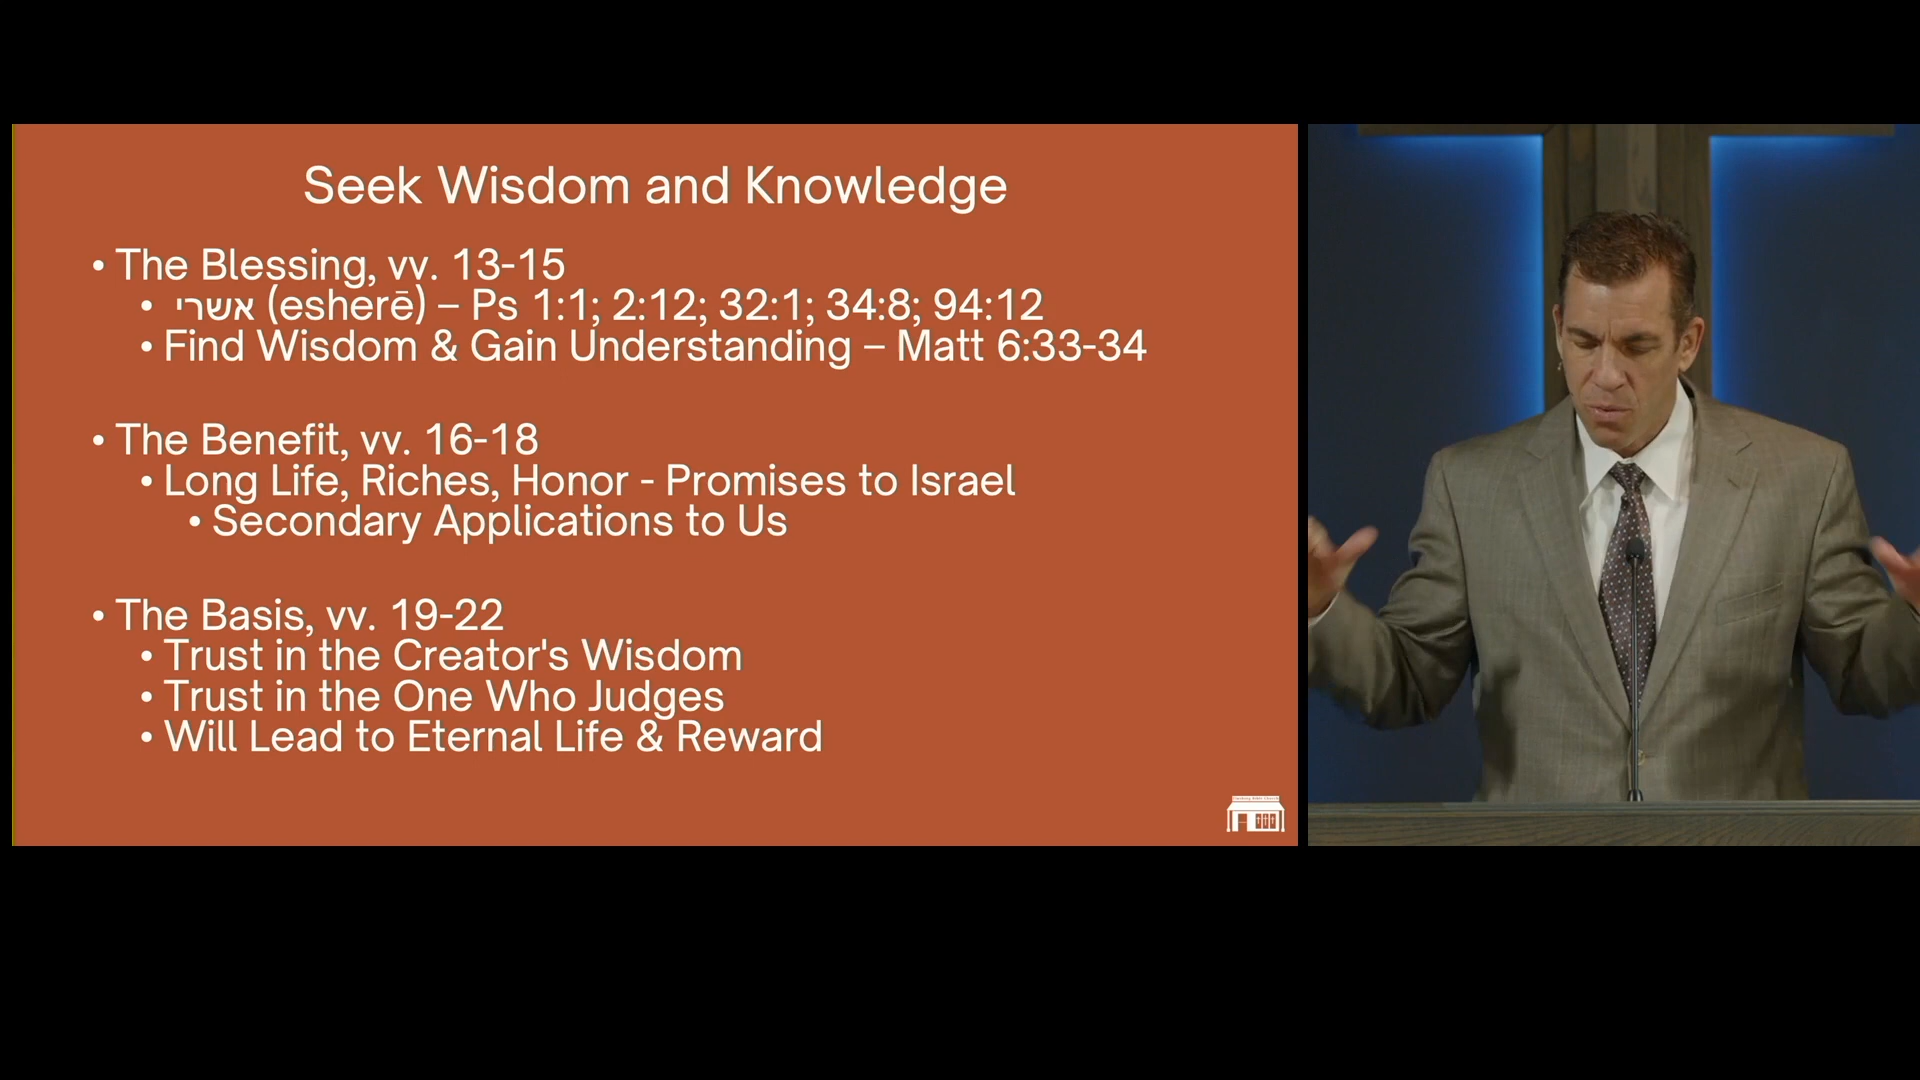 Seek Wisdom and Knowledge
• The Blessing, vv. 13-15
• אשרי (esherē) – Ps 1:1; 2:12; 32:1; 34:8; 94:12
• Find Wisdom & Gain Understanding – Matt 6:33-34
• The Benefit, vv. 16-18
• Long Life, Riches, Honor - Promises to Israel
• Secondary Applications to Us
• The Basis, vv. 19-22
• Trust in the Creator's Wisdom
• Trust in the One Who Judges
• Will Lead to Eternal Life & Reward